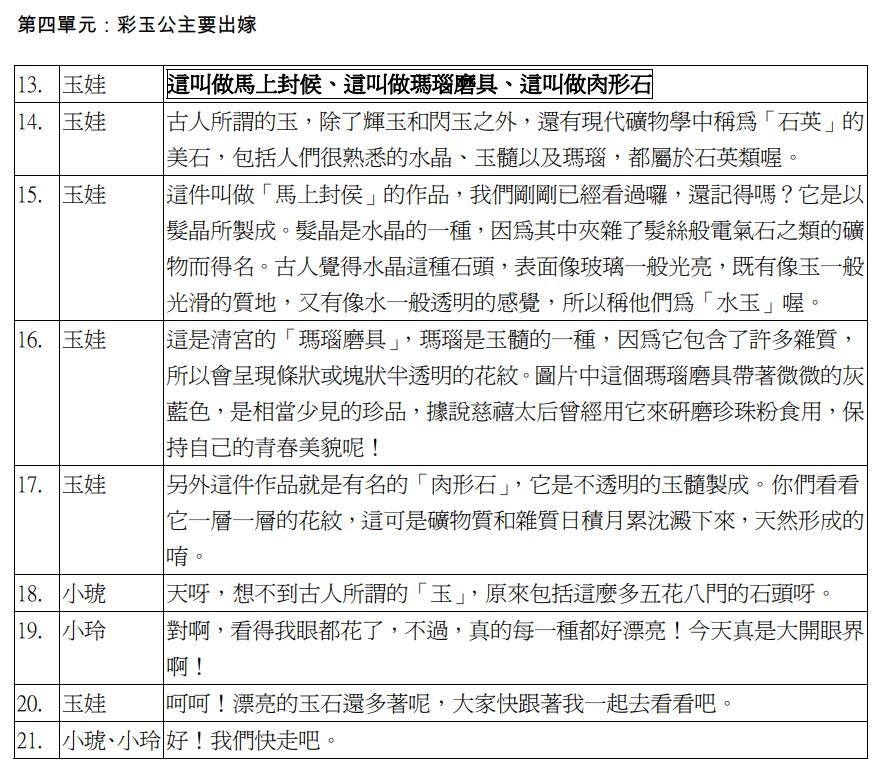 第四單元：彩玉公主要出嫁
13. 玉娃 這叫做馬上封候、這叫做瑪瑙磨具、這叫做肉形石
14. 玉娃 古人所謂的玉，除了輝玉和閃玉之外，還有現代礦物學中稱為「石英」的
美石，包括人們很熟悉的水晶、玉髓以及瑪瑙，都屬於石英類喔。
15. 玉娃 這件叫做「馬上封侯」的作品，我們剛剛已經看過囉，還記得嗎？它是以
髮晶所製成。髮晶是水晶的一種，因為其中夾雜了髮絲般電氣石之類的礦
物而得名。古人覺得水晶這種石頭，表面像玻璃一般光亮，既有像玉一般
光滑的質地，又有像水一般透明的感覺，所以稱他們為「水玉」喔。
16. 玉娃 這是清宮的「瑪瑙磨具」，瑪瑙是玉髓的一種，因為它包含了許多雜質，
所以會呈現條狀或塊狀半透明的花紋。圖片中這個瑪瑙磨具帶著微微的灰
藍色，是相當少見的珍品，據說慈禧太后曾經用它來研磨珍珠粉食用，保
持自己的青春美貌呢！
17. 玉娃 另外這件作品就是有名的「肉形石」，它是不透明的玉髓製成。你們看看
它一層一層的花紋，這可是礦物質和雜質日積月累沈澱下來，天然形成的
唷。
18. 小琥 天呀，想不到古人所謂的「玉」，原來包括這麼多五花八門的石頭呀。
19. 小玲 對啊，看得我眼都花了，不過，真的每一種都好漂亮！今天真是大開眼界
啊！
20. 玉娃 呵呵！漂亮的玉石還多著呢，大家快跟著我一起去看看吧。
21. 小琥、小玲 好！我們快走吧。